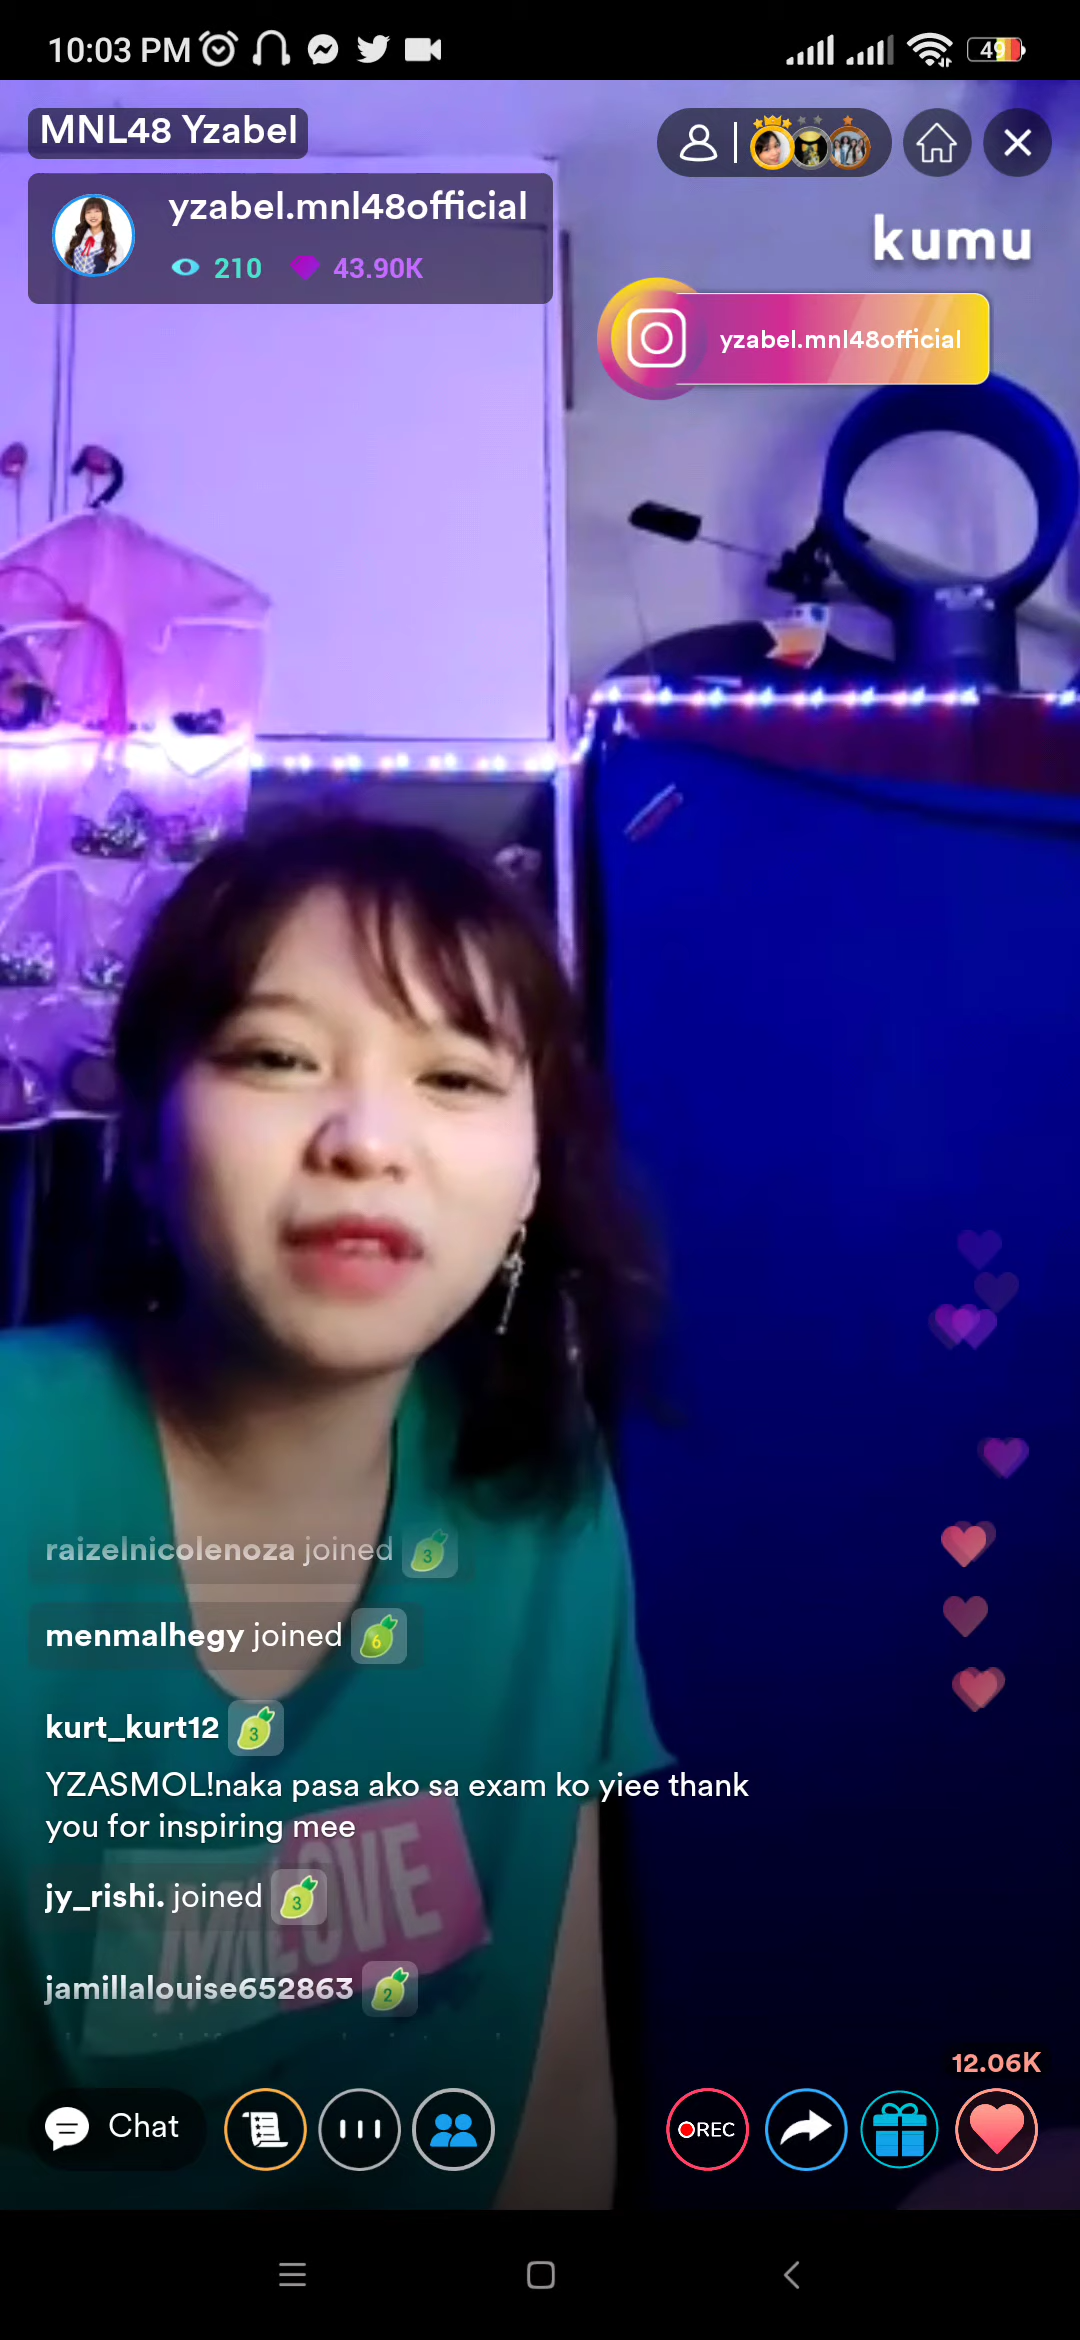 10:03 PM
49
MNL48 Yzabel
yzabel.mnl48official
210 43.90K
kumu
yzabel.mnl48official
raizelnicolenoza joined 3
menmalhegy joined 6
kurt_kurt12 3
YZASMOL!naka pasa ako sa exam ko yiee thank
you for inspiring mee
jy_rishi. joined 3
LOVE
jamillalouise652863 2
12.06K
Chat
REC